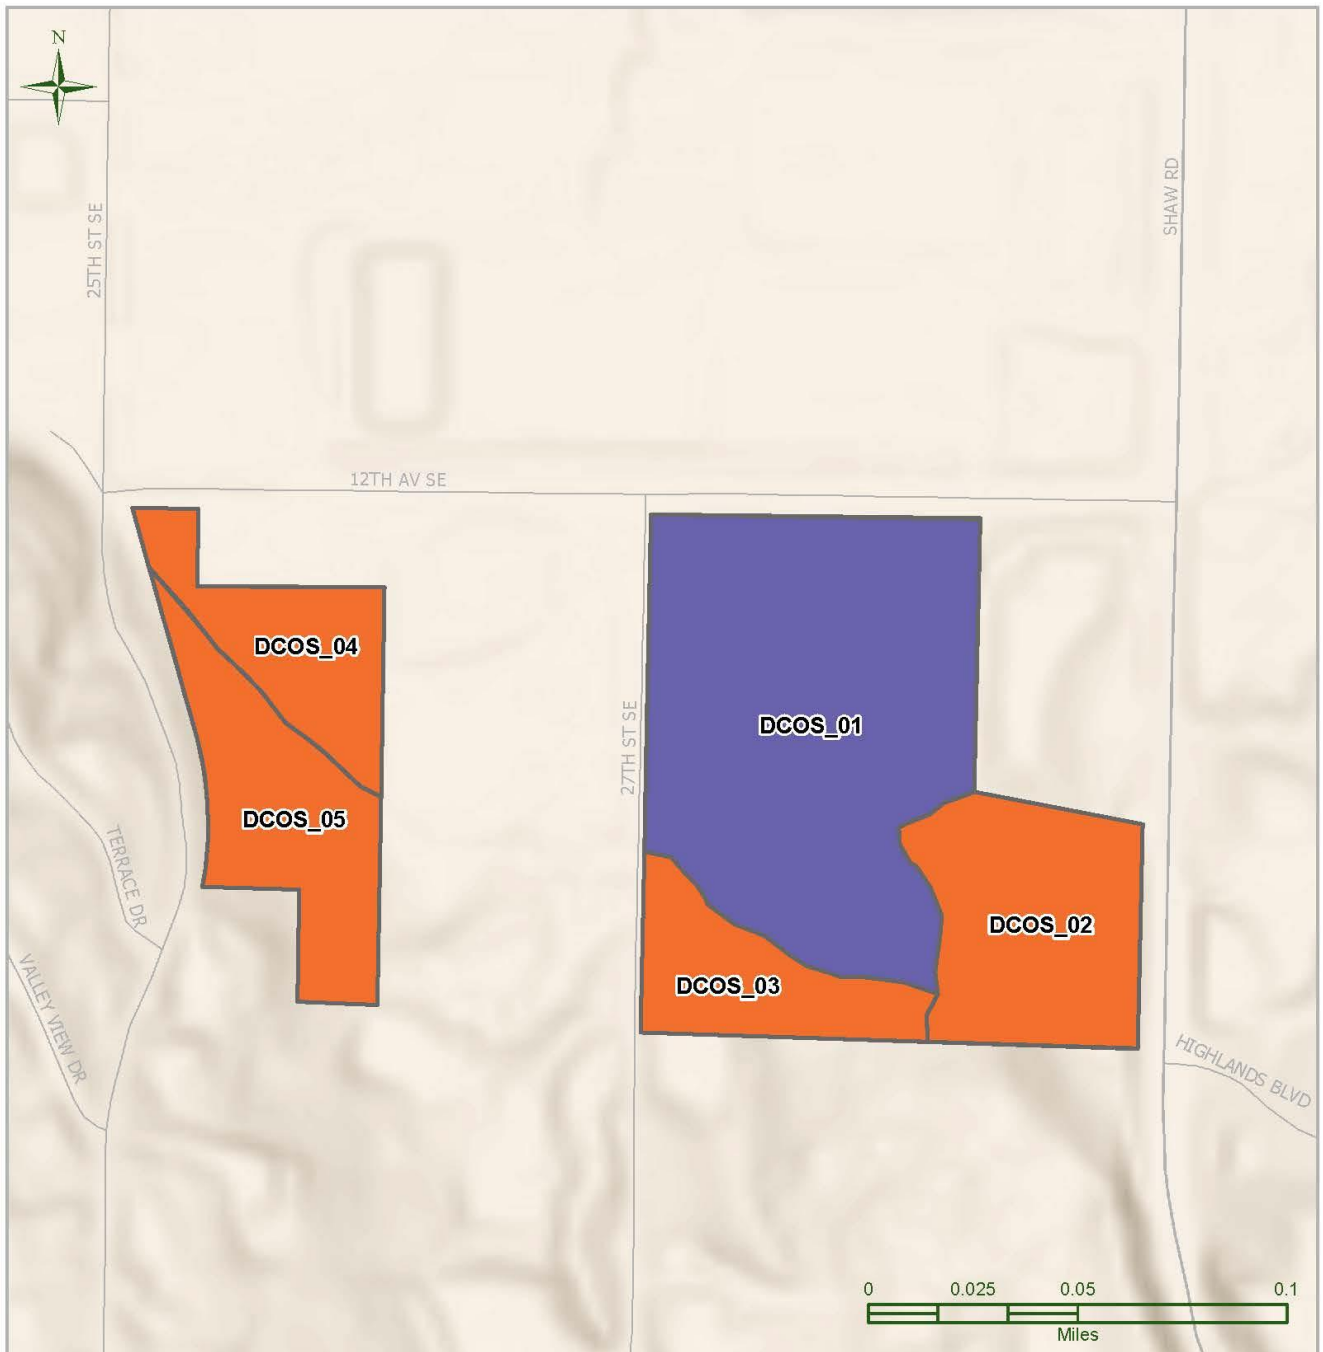 N
25TH ST SE
SHAW RD
12TH AV SE
DCOS_04
27TH ST SE
DCOS_01
DCOS_05
TERRACE DR
DCOS_02
VALLEY VIEW DR
DCOS_03
HIGHLANDS BLVD
0 0.025 0.05 0.1
Miles